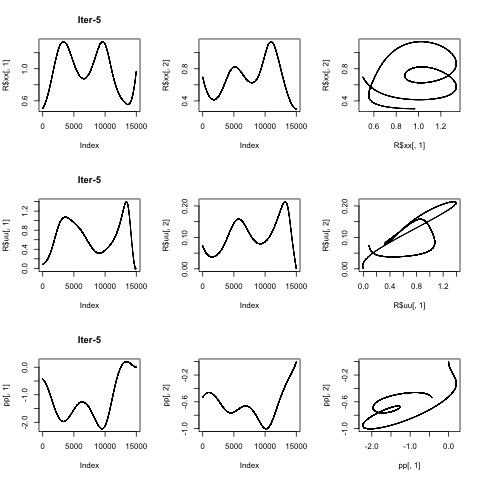 Iter-5
R$xx[, 1]
0.6 1.0
0 5000 10000 15000
Index
R$xx[, 2]
0.4 0.8
0 5000 10000 15000
Index
R$xx[, 2]
0.4 0.8
0.6 0.8 1.0 1.2
R$xx[, 1]
Iter-5
R$uu[, 1]
0.0 0.4 0.8 1.2
0 5000 10000 15000
Index
R$uu[, 2]
0.00 0.10 0.20
0 5000 10000 15000
Index
R$uu[, 2]
0.00 0.10 0.20
0.0 0.4 0.8 1.2
R$uu[, 1]
Iter-5
pp[, 1]
-2.0 -1.0 0.0
0 5000 10000 15000
Index
pp[, 2]
-1.0 -0.6 -0.2
0 5000 10000 15000
Index
pp[, 2]
-1.0 -0.6 -0.2
-2.0 -1.0 0.0
pp[, 1]